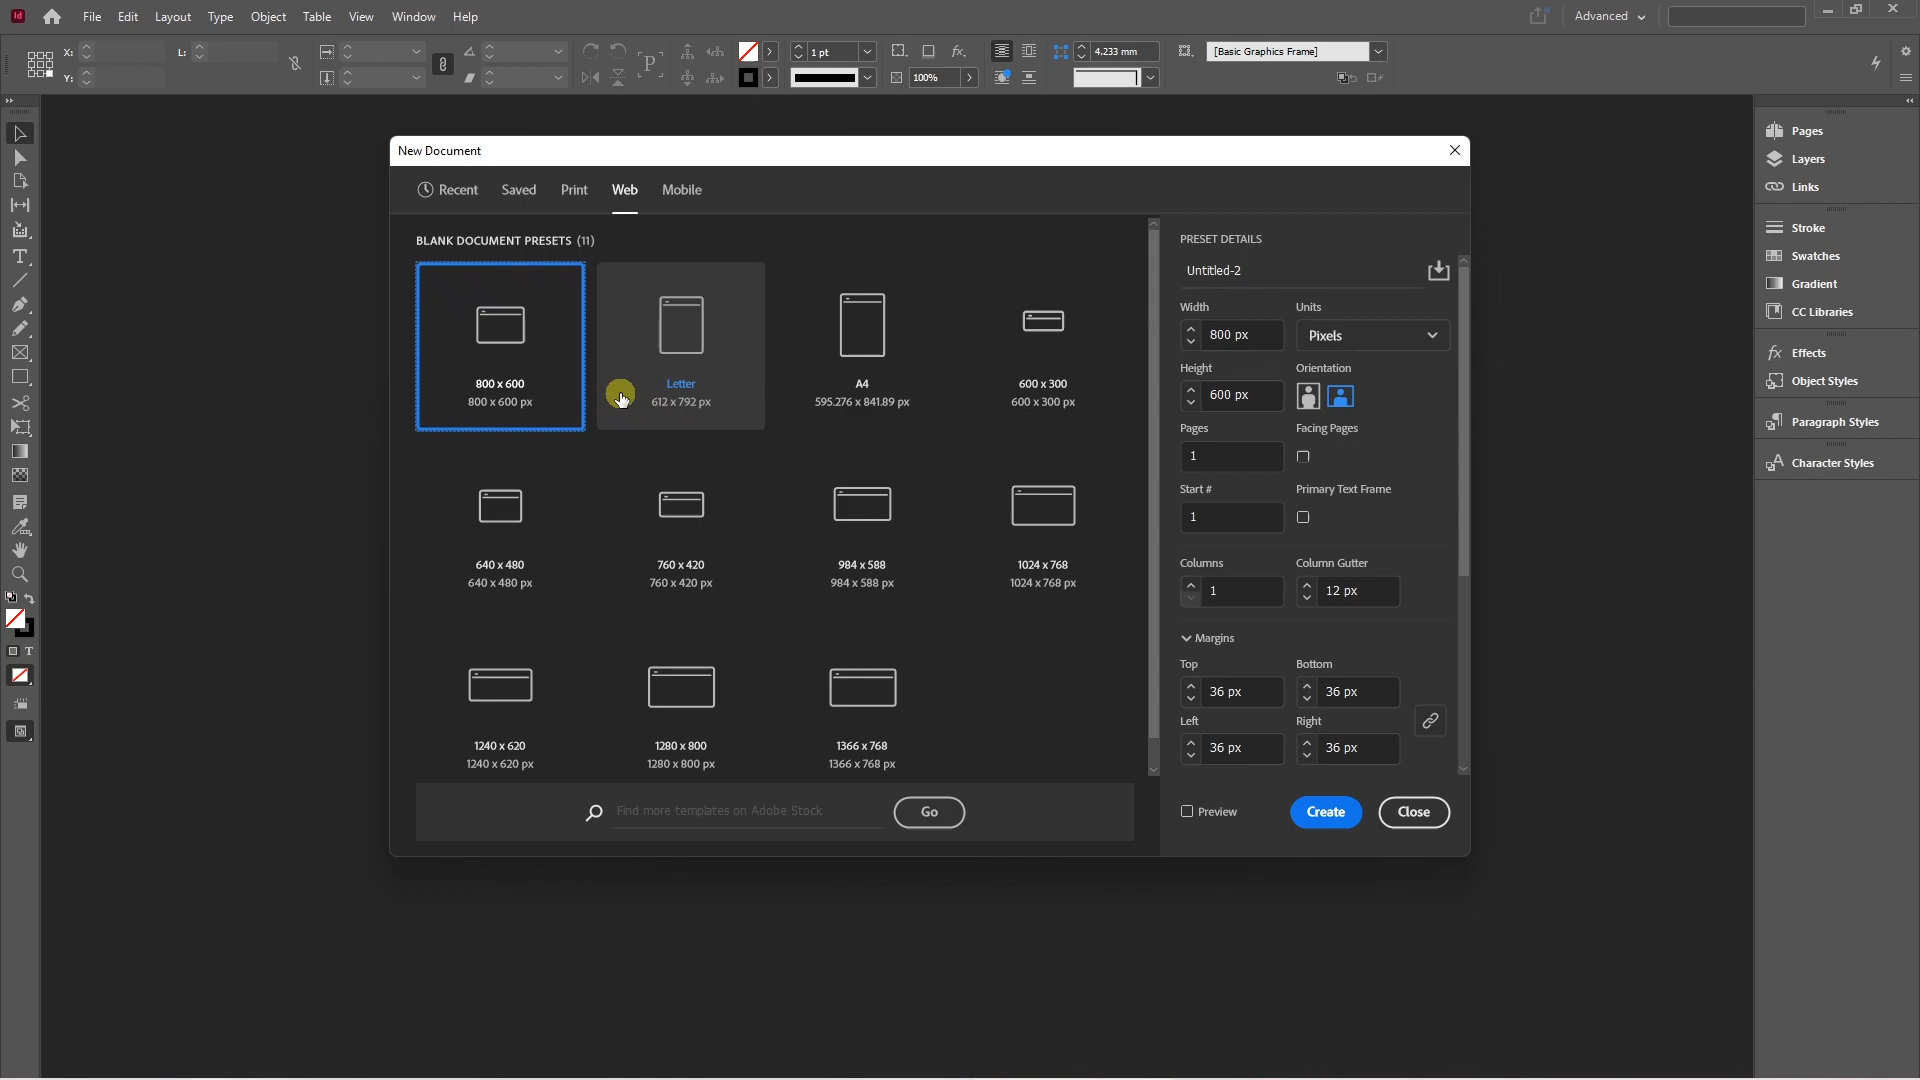 Id File Edit Layout Type Object Table View Window Help Advanced
X: L: 1 pt fx. 4.233 mm [Basic Graphics Frame]
Y: P 100%
New Document
Recent Saved Print Web Mobile
BLANK DOCUMENT PRESETS (11)
800 x 600 Letter A4 600 x 300
800 x 600 px 612 x 792 px 595.276 x 841.89 px 600 x 300 px
640 x 480 760 x 420 984 x 588 1024 x 768
640 x 480 px 760 x 420 px 984 x 588 px 1024 x 768 px
1240 x 620 1280 x 800 1366 x 768
1240 x 620 px 1280 x 800 px 1366 x 768 px
Find more templates on Adobe Stock Go
PRESET DETAILS
Untitled-2
Width Units
800 px Pixels
Height Orientation
600 px
Pages Facing Pages
1
Start # Primary Text Frame
1
Columns Column Gutter
1 12 px
Margins
Top Bottom
36 px 36 px
Left Right
36 px 36 px
Preview Create Close
Pages
Layers
Links
Stroke
Swatches
Gradient
CC Libraries
fx Effects
Object Styles
Paragraph Styles
A Character Styles
T
T